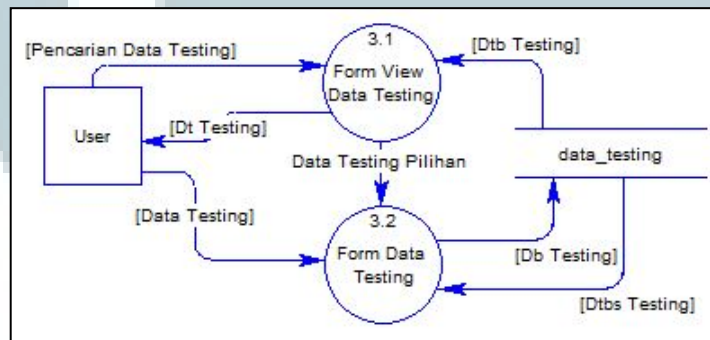 3.1
[Dtb Testing]
[Pencarian Data Testing]
Form View
Data Testing
[Dt Testing]
User
Data Testing Pilihan
data_testing
[Data Testing]
3.2
Form Data
Testing
[Db Testing]
[Dtbs Testing]